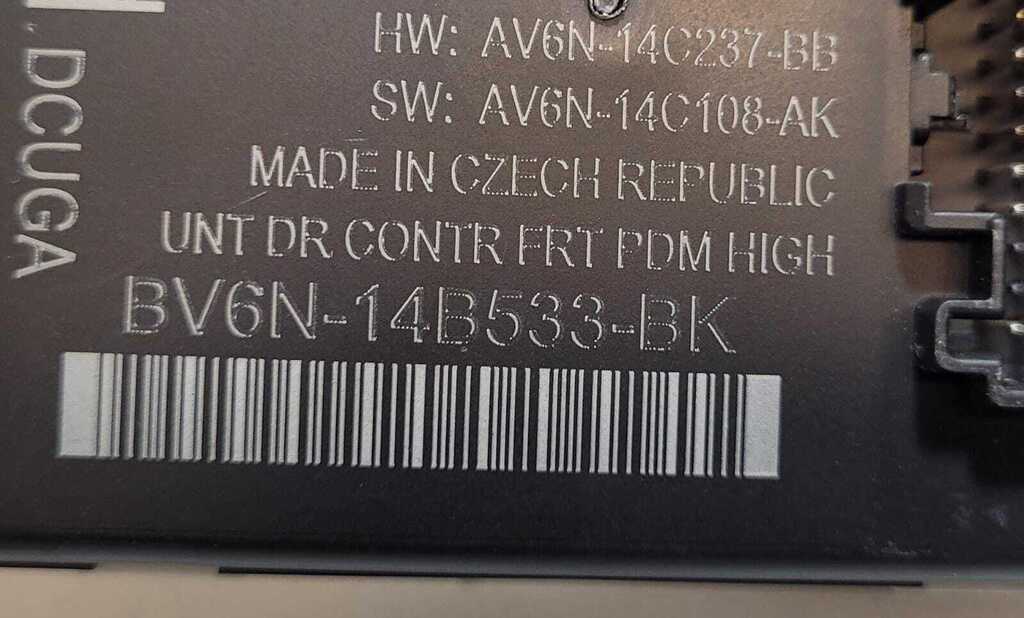 HW: AV6N-14C237-BB
SW: AV6N-14C108-AK
MADE IN CZECH REPUBLIC
UNT DR CONTR FRT PDM HIGH
BV6N-14B533-BK
DCUGA